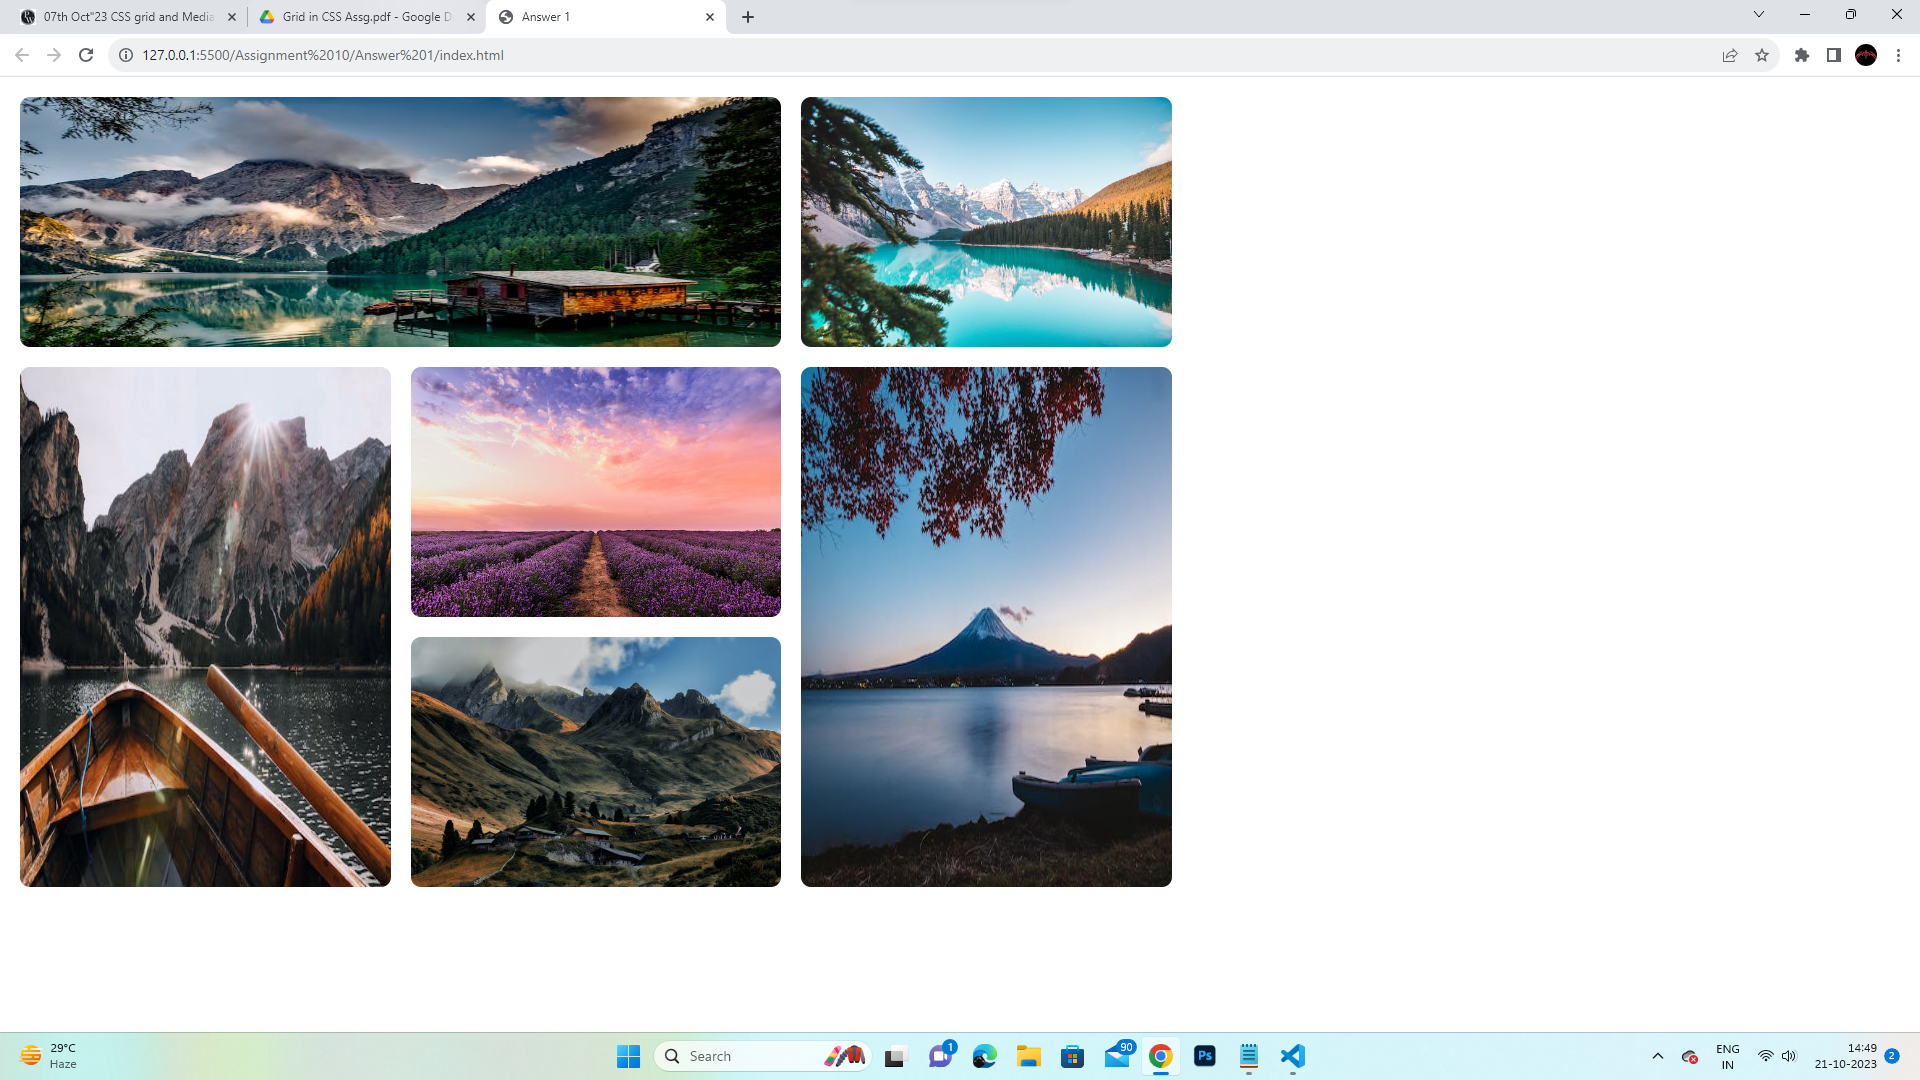 07th Oct"23 CSS grid and Media
Grid in CSS Assg.pdf - Google D
Answer 1
127.0.0.1:5500/Assignment%2010/Answer%201/index.html
29°C
Haze
Search
1
90
Ps
ENG
IN
14:49
21-10-2023
2